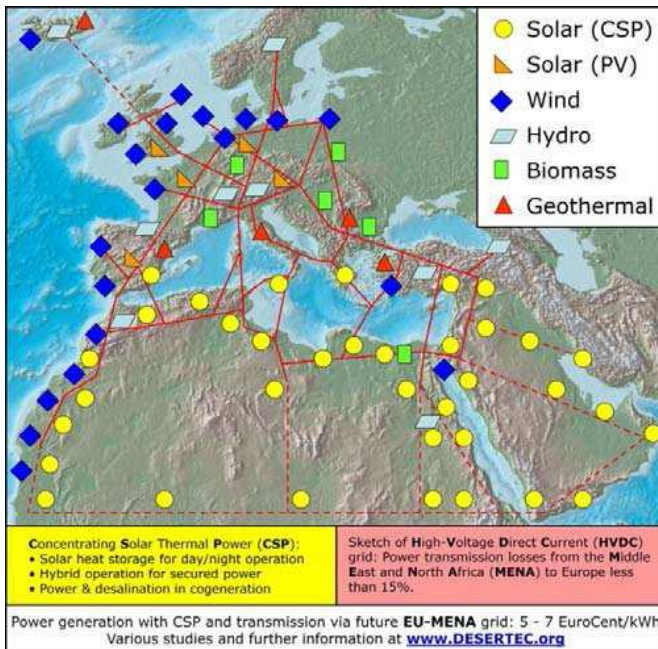 Solar (CSP)
Solar (PV)
Wind
Hydro
Biomass
Geothermal
Concentrating Solar Thermal Power (CSP):
• Solar heat storage for day/night operation
• Hybrid operation for secured power
• Power & desalination in cogeneration
Sketch of High-Voltage Direct Current (HVDC)
grid: Power transmission losses from the Middle
East and North Africa (MENA) to Europe less
than 15%.
Power generation with CSP and transmission via future EU-MENA grid: 5 - 7 EuroCent/kWh
Various studies and further information at www.DESERTEC.org